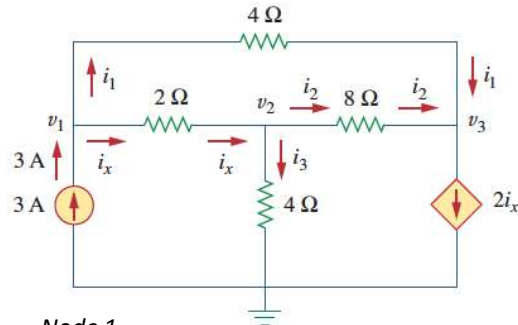 4 Ω
i₁
i₁
2 Ω
v₂
i₂
8 Ω
i₂
v₁
v₃
3 A
iₓ
iₓ
i₃
3 A
4 Ω
2iₓ
Node 1